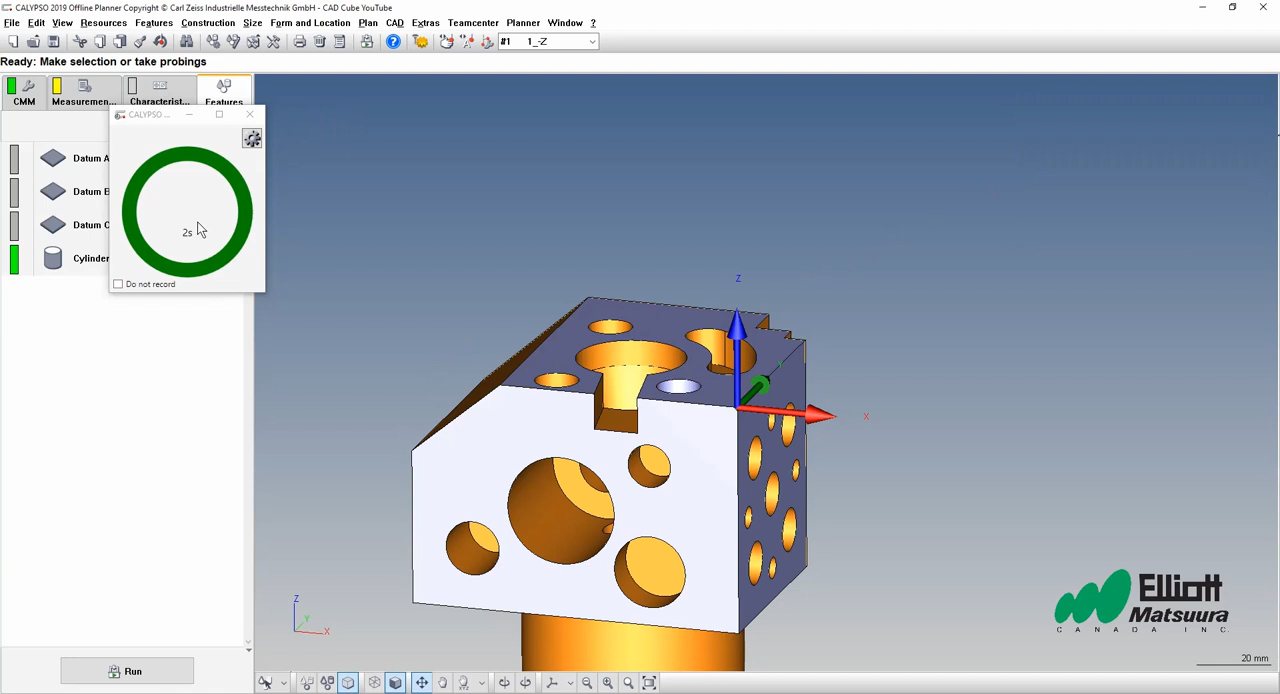 CALYPSO 2019 Offline Planner Copyright © Carl Zeiss Industrielle Messtechnik GmbH - CAD Cube YouTube
File Edit View Resources Features Construction Size Form and Location Plan CAD Extras Teamcenter Planner Window ?
#1 1_-Z
Ready: Make selection or take probings
CMM Measuremen... Characterist... Features
CALYPSO ...
Datum A
Datum B
Datum C
Cylinder
2s
Do not record
Z
Y
X
Z
Y
X
Elliott
Matsuura
CANADA INC.
20 mm
Run